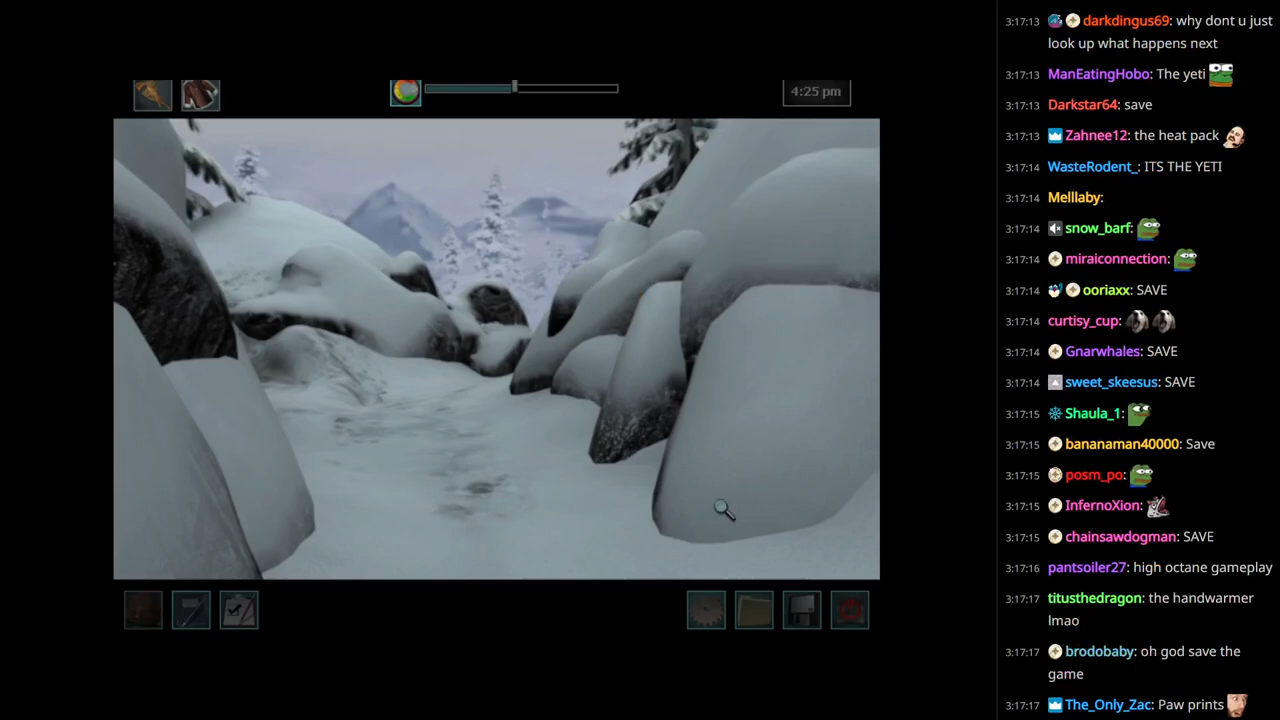 4:25 pm
3:17:13 darkdingus69: why dont u just
look up what happens next
3:17:13 ManEatingHobo: The yeti
3:17:13 Darkstar64: save
3:17:13 Zahnee12: the heat pack
3:17:14 WasteRodent_: ITS THE YETI
3:17:14 Melllaby:
3:17:14 snow_barf:
3:17:14 miraiconnection:
3:17:14 ooriaxx: SAVE
3:17:14 curtisy_cup:
3:17:14 Gnarwhales: SAVE
3:17:14 sweet_skeesus: SAVE
3:17:15 Shaula_1:
3:17:15 bananaman40000: Save
3:17:15 posm_po:
3:17:15 InfernoXion:
3:17:15 chainsawdogman: SAVE
3:17:16 pantsoiler27: high octane gameplay
3:17:17 titusthedragon: the handwarmer
lmao
3:17:17 brodobaby: oh god save the
game
3:17:17 The_Only_Zac: Paw prints